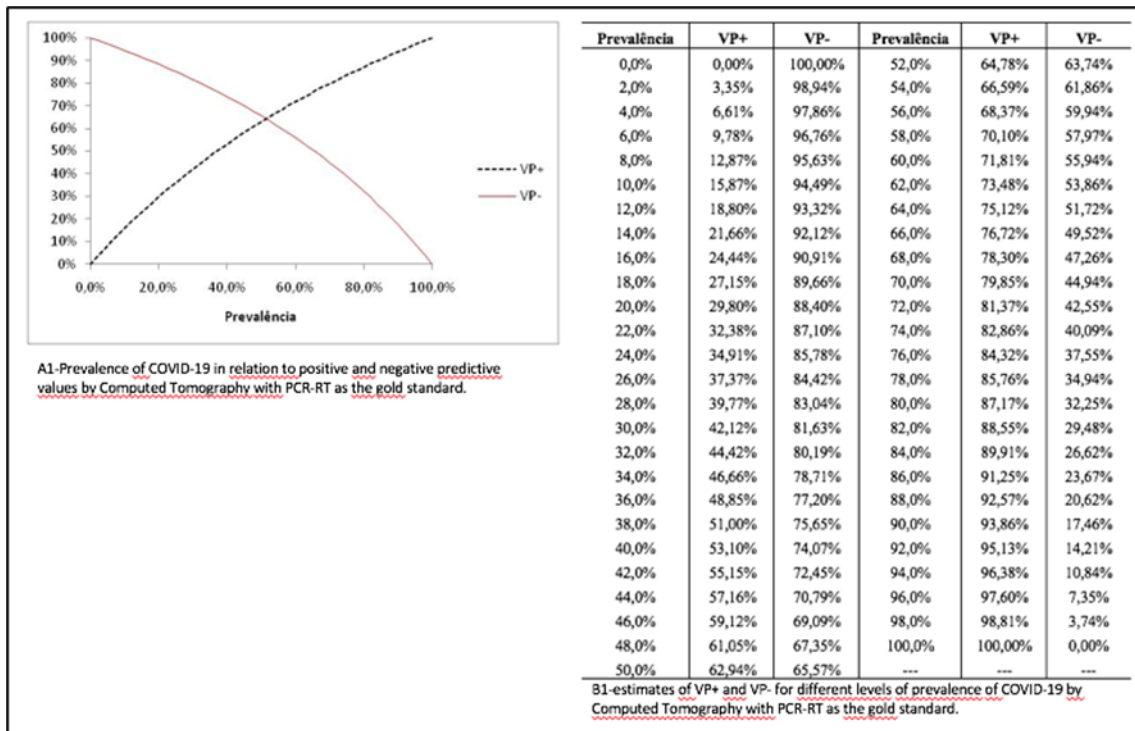 100%
90%
80%
70%
60%
50%
40%
30%
20%
10%
0%
0,0% 20,0% 40,0% 60,0% 80,0% 100,0%
Prevalência
VP+
VP-
A1-Prevalence of COVID-19 in relation to positive and negative predictive
values by Computed Tomography with PCR-RT as the gold standard.
Prevalência VP+ VP- Prevalência VP+ VP-
0,0% 0,00% 100,00% 52,0% 64,78% 63,74%
2,0% 3,35% 98,94% 54,0% 66,59% 61,86%
4,0% 6,61% 97,86% 56,0% 68,37% 59,94%
6,0% 9,78% 96,76% 58,0% 70,10% 57,97%
8,0% 12,87% 95,63% 60,0% 71,81% 55,94%
10,0% 15,87% 94,49% 62,0% 73,48% 53,86%
12,0% 18,80% 93,32% 64,0% 75,12% 51,72%
14,0% 21,66% 92,12% 66,0% 76,72% 49,52%
16,0% 24,44% 90,91% 68,0% 78,30% 47,26%
18,0% 27,15% 89,66% 70,0% 79,85% 44,94%
20,0% 29,80% 88,40% 72,0% 81,37% 42,55%
22,0% 32,38% 87,10% 74,0% 82,86% 40,09%
24,0% 34,91% 85,78% 76,0% 84,32% 37,55%
26,0% 37,37% 84,42% 78,0% 85,76% 34,94%
28,0% 39,77% 83,04% 80,0% 87,17% 32,25%
30,0% 42,12% 81,63% 82,0% 88,55% 29,48%
32,0% 44,42% 80,19% 84,0% 89,91% 26,62%
34,0% 46,66% 78,71% 86,0% 91,25% 23,67%
36,0% 48,85% 77,20% 88,0% 92,57% 20,62%
38,0% 51,00% 75,65% 90,0% 93,86% 17,46%
40,0% 53,10% 74,07% 92,0% 95,13% 14,21%
42,0% 55,15% 72,45% 94,0% 96,38% 10,84%
44,0% 57,16% 70,79% 96,0% 97,60% 7,35%
46,0% 59,12% 69,09% 98,0% 98,81% 3,74%
48,0% 61,05% 67,35% 100,0% 100,00% 0,00%
50,0% 62,94% 65,57% --- --- ---
B1-estimates of VP+ and VP- for different levels of prevalence of COVID-19 by
Computed Tomography with PCR-RT as the gold standard.